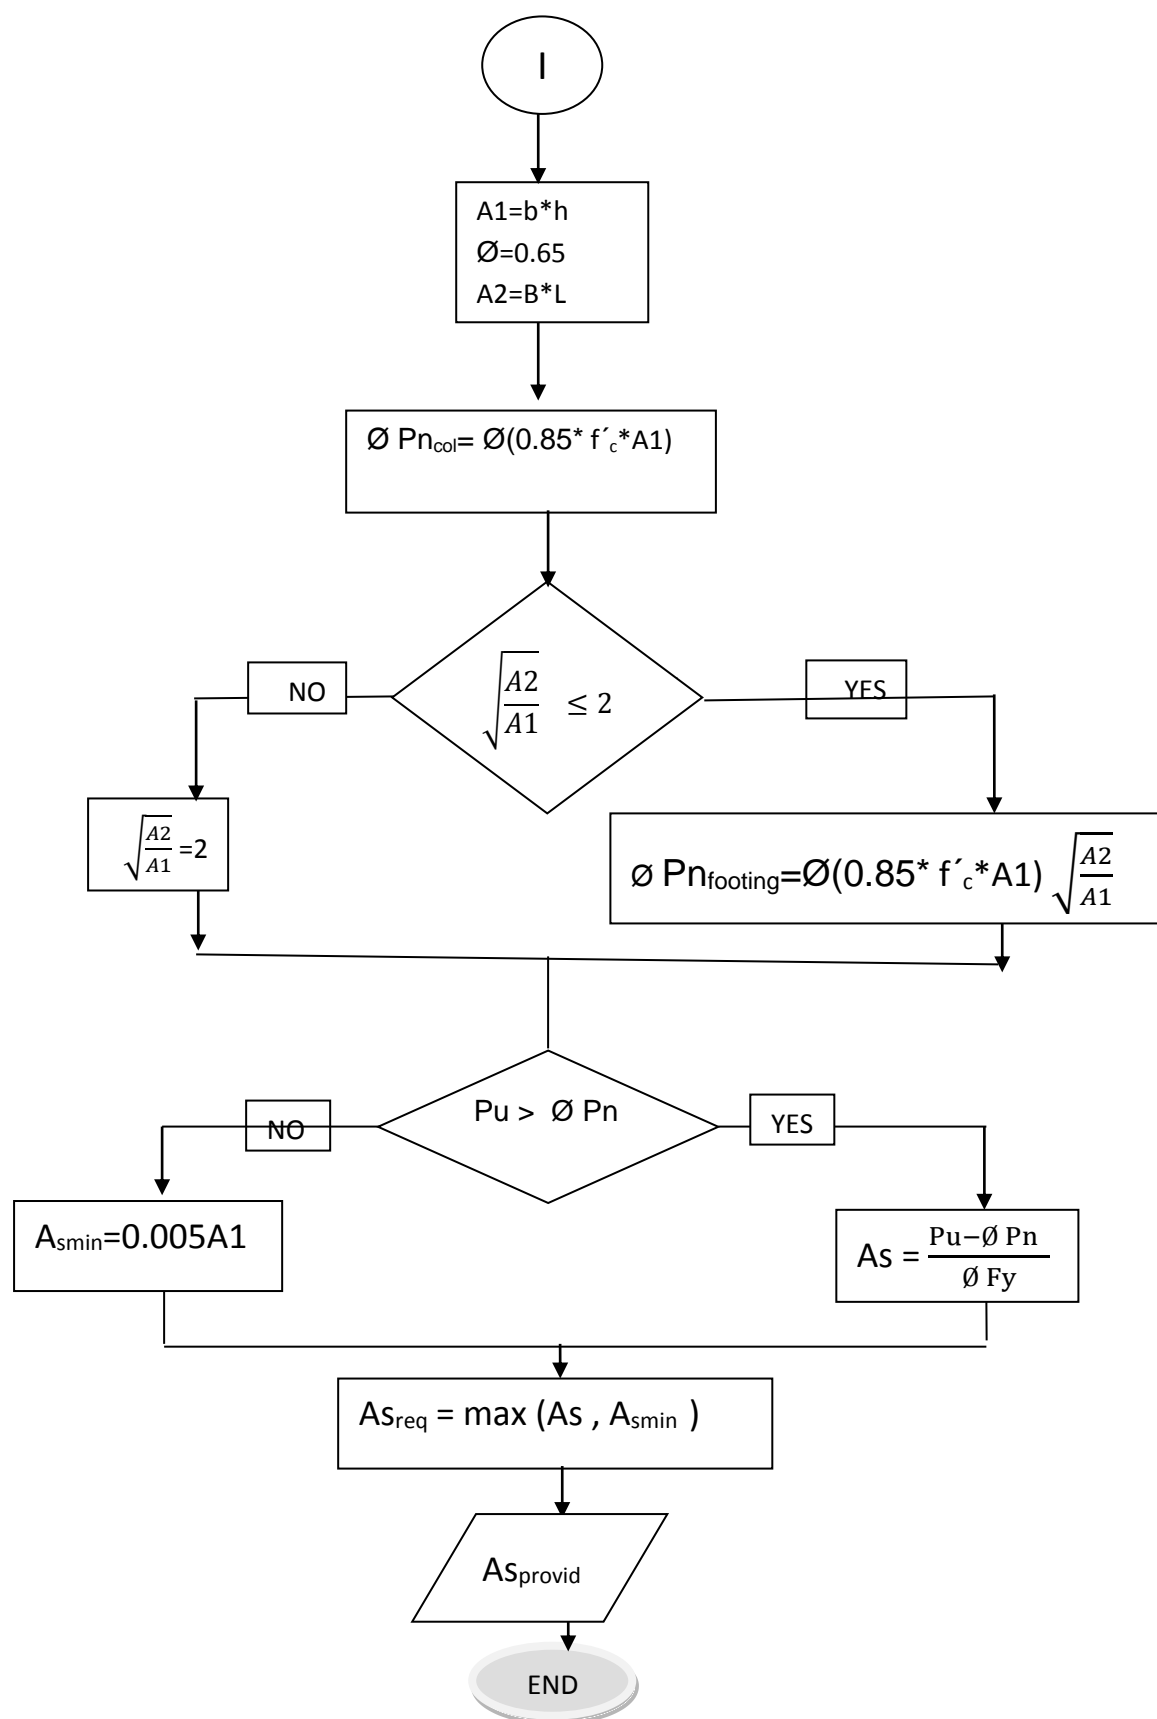 I
A1=b*h
Ø=0.65
A2=B*L
Ø Pncol= Ø(0.85* f´c*A1)
√(A2/A1) ≤ 2
NO
YES
√(A2/A1) =2
Ø Pnfooting=Ø(0.85* f´c*A1) √(A2/A1)
Pu > Ø Pn
NO
YES
Asmin=0.005A1
As = (Pu−Ø Pn)/(Ø Fy)
Asreq = max (As , Asmin )
Asprovid
END